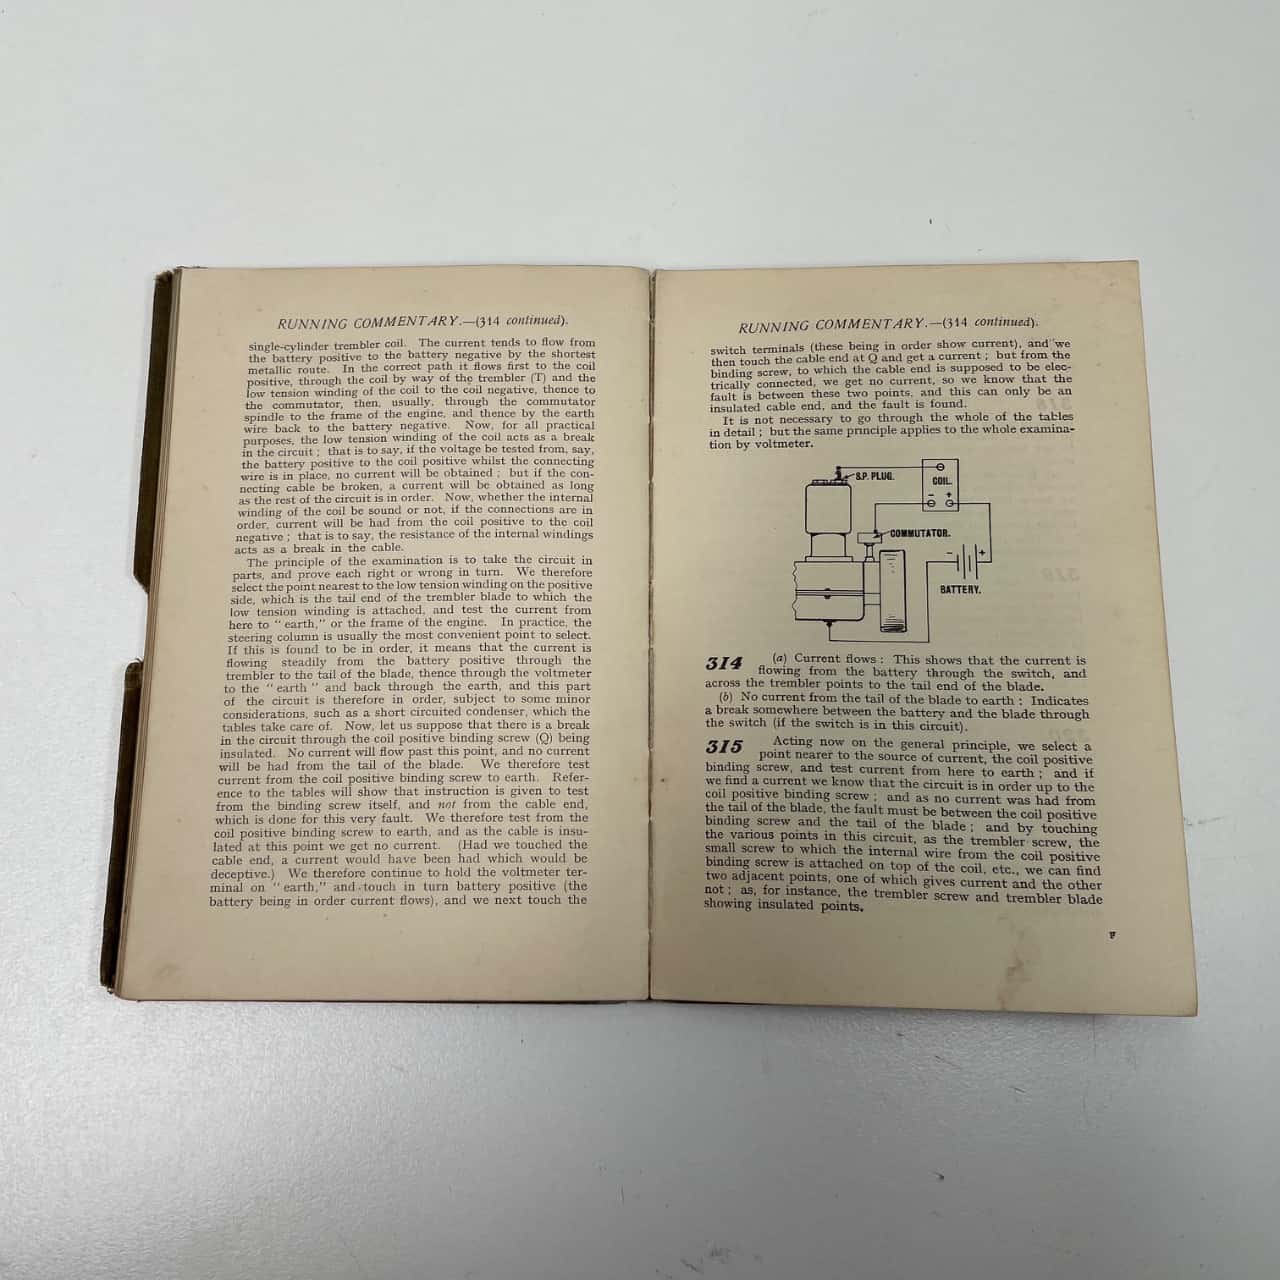 RUNNING COMMENTARY.—(314 continued).
single-cylinder trembler coil. The current tends to flow from
the battery positive to the battery negative by the shortest
metallic route. In the correct path it flows first to the coil
positive, through the coil by way of the trembler (T) and the
low tension winding of the coil to the coil negative, thence to
the commutator, then, usually, through the commutator
spindle to the frame of the engine, and thence by the earth
wire back to the battery negative. Now, for all practical
purposes, the low tension winding of the coil acts as a break
in the circuit ; that is to say, if the voltage be tested from, say,
the battery positive to the coil positive whilst the connecting
wire is in place, no current will be obtained ; but if the con-
necting cable be broken, a current will be obtained as long
as the rest of the circuit is in order. Now, whether the internal
winding of the coil be sound or not, if the connections are in
order, current will be had from the coil positive to the coil
negative ; that is to say, the resistance of the internal windings
acts as a break in the cable.
The principle of the examination is to take the circuit in
parts, and prove each right or wrong in turn. We therefore
select the point nearest to the low tension winding on the positive
side, which is the tail end of the trembler blade to which the
low tension winding is attached, and test the current from
here to " earth," or the frame of the engine. In practice, the
steering column is usually the most convenient point to select.
If this is found to be in order, it means that the current is
flowing steadily from the battery positive through the
trembler to the tail of the blade, thence through the voltmeter
to the " earth " and back through the earth, and this part
of the circuit is therefore in order, subject to some minor
considerations, such as a short circuited condenser, which the
tables take care of. Now, let us suppose that there is a break
in the circuit through the coil positive binding screw (Q) being
insulated. No current will flow past this point, and no current
will be had from the tail of the blade. We therefore test
current from the coil positive binding screw to earth. Refer-
ence to the tables will show that instruction is given to test
from the binding screw itself, and not from the cable end,
which is done for this very fault. We therefore test from the
coil positive binding screw to earth, and as the cable is insu-
lated at this point we get no current. (Had we touched the
cable end, a current would have been had which would be
deceptive.) We therefore continue to hold the voltmeter ter-
minal on " earth," and touch in turn battery positive (the
battery being in order current flows), and we next touch the
RUNNING COMMENTARY.—(314 continued).
switch terminals (these being in order show current), and we
then touch the cable end at Q and get a current ; but from the
binding screw, to which the cable end is supposed to be elec-
trically connected, we get no current, so we know that the
fault is between these two points, and this can only be an
insulated cable end, and the fault is found.
It is not necessary to go through the whole of the tables
in detail ; but the same principle applies to the whole examina-
tion by voltmeter.
S.P. PLUG.
COIL.
- +
COMMUTATOR.
- +
BATTERY.
314 (a) Current flows : This shows that the current is
flowing from the battery through the switch, and
across the trembler points to the tail end of the blade.
(b) No current from the tail of the blade to earth : Indicates
a break somewhere between the battery and the blade through
the switch (if the switch is in this circuit).
315 Acting now on the general principle, we select a
point nearer to the source of current, the coil positive
binding screw, and test current from here to earth ; and if
we find a current we know that the circuit is in order up to the
coil positive binding screw ; and as no current was had from
the tail of the blade, the fault must be between the coil positive
binding screw and the tail of the blade ; and by touching
the various points in this circuit, as the trembler screw, the
small screw to which the internal wire from the coil positive
binding screw is attached on top of the coil, etc., we can find
two adjacent points, one of which gives current and the other
not ; as, for instance, the trembler screw and trembler blade
showing insulated points.
F